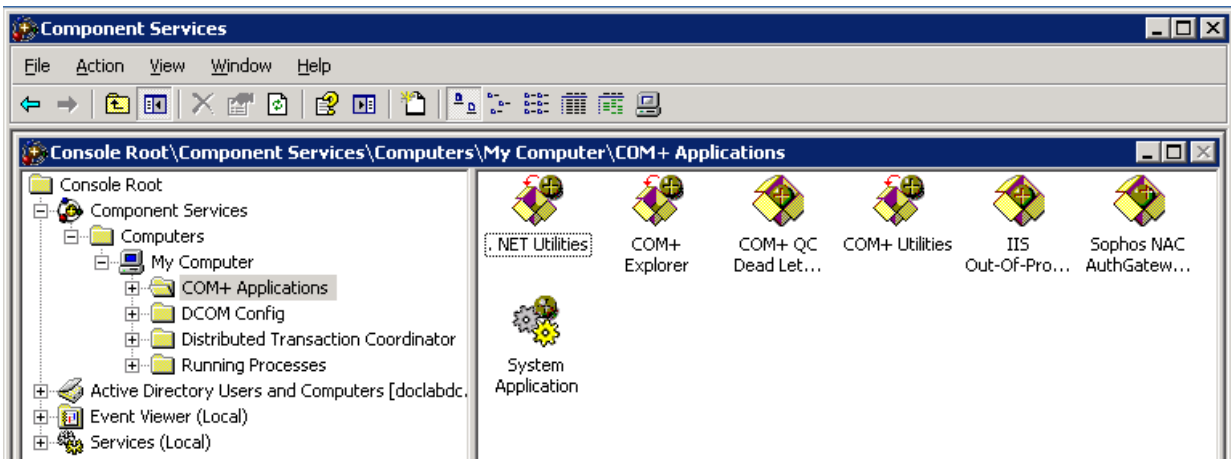 Component Services
File Action View Window Help
Console Root\Component Services\Computers\My Computer\COM+ Applications
Console Root
Component Services
Computers
My Computer
COM+ Applications
DCOM Config
Distributed Transaction Coordinator
Running Processes
Active Directory Users and Computers [doclabdc.
Event Viewer (Local)
Services (Local)
. NET Utilities
COM+
Explorer
COM+ QC
Dead Let...
COM+ Utilities
IIS
Out-Of-Pro...
Sophos NAC
AuthGatew...
System
Application